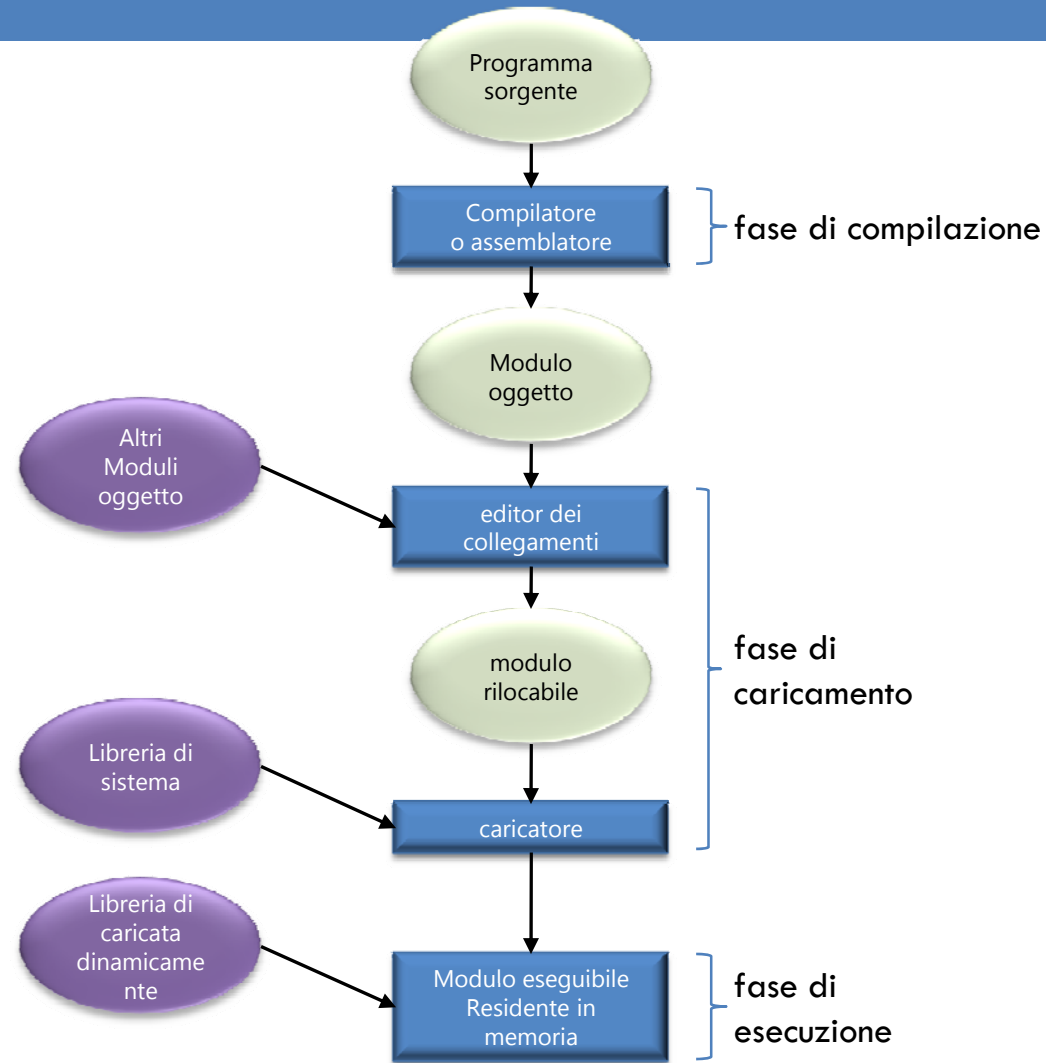 Programma
sorgente
Compilatore
o assemblatore
fase di compilazione
Modulo
oggetto
Altri
Moduli
oggetto
editor dei
collegamenti
fase di
caricamento
modulo
rilocabile
Libreria di
sistema
caricatore
Libreria di
caricata
dinamicame
nte
Modulo eseguibile
Residente in
memoria
fase di
esecuzione